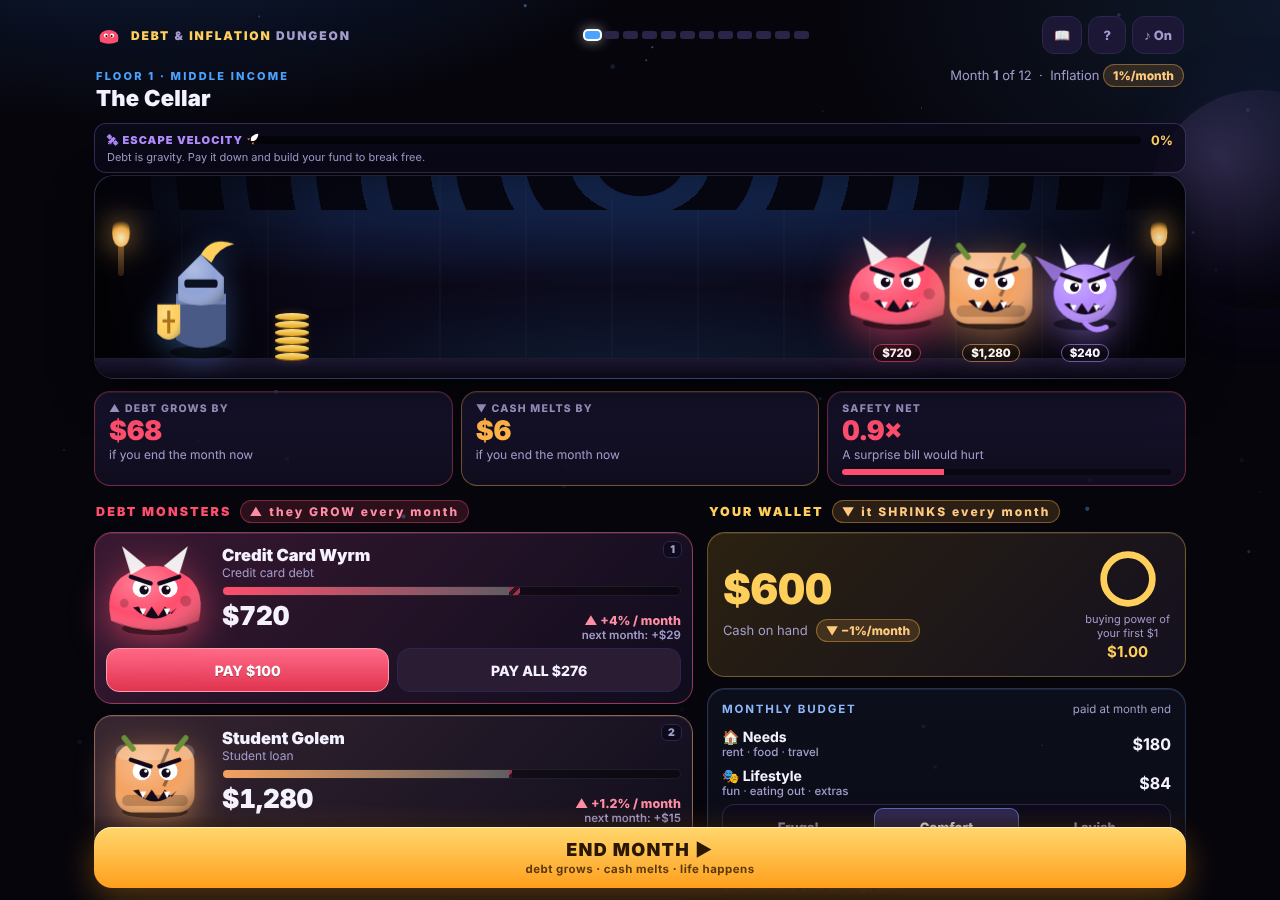 DEBT & INFLATION DUNGEON
? ♪ On
FLOOR 1 · MIDDLE INCOME
The Cellar
Month 1 of 12 · Inflation 1%/month
ESCAPE VELOCITY
0%
Debt is gravity. Pay it down and build your fund to break free.
$720 $1,280 $240
▲ DEBT GROWS BY
$68
if you end the month now
▼ CASH MELTS BY
$6
if you end the month now
SAFETY NET
0.9×
A surprise bill would hurt
DEBT MONSTERS ▲ they GROW every month
Credit Card Wyrm
1
Credit card debt
$720
▲ +4% / month
next month: +$29
PAY $100 PAY ALL $276
Student Golem
2
Student loan
$1,280
▲ +1.2% / month
next month: +$15
YOUR WALLET ▼ it SHRINKS every month
$600
Cash on hand ▼ −1%/month
buying power of
your first $1
$1.00
MONTHLY BUDGET paid at month end
Needs
rent · food · travel
$180
Lifestyle
fun · eating out · extras
$84
Frugal Comfort Lavish
END MONTH ▶
debt grows · cash melts · life happens